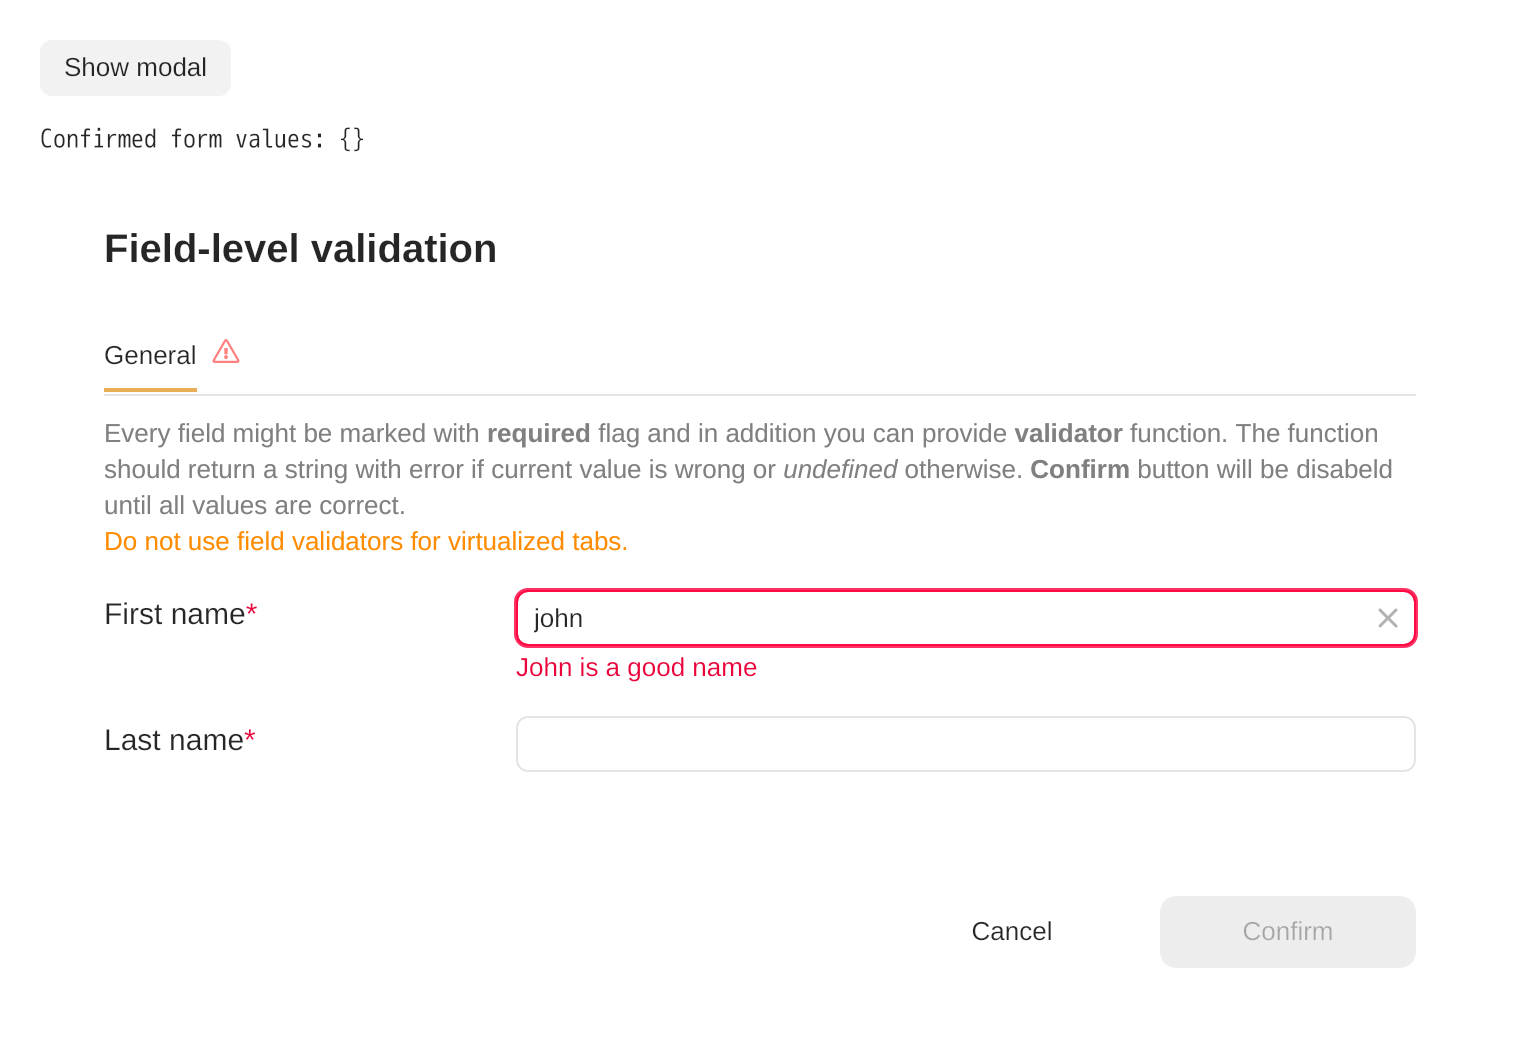 Show modal
Confirmed form values: {}
Field-level validation
General
Every field might be marked with required flag and in addition you can provide validator function. The function
should return a string with error if current value is wrong or undefined otherwise. Confirm button will be disabeld
until all values are correct.
Do not use field validators for virtualized tabs.
First name*
john
John is a good name
Last name*
Cancel
Confirm